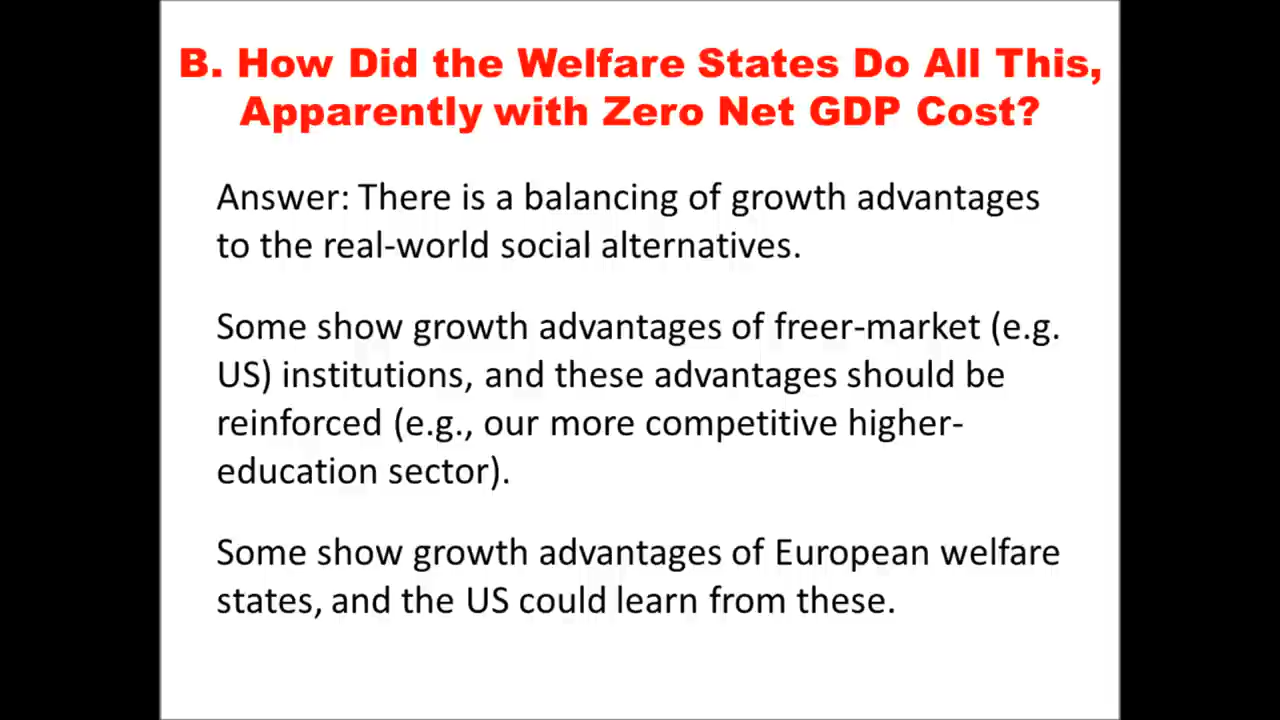 B. How Did the Welfare States Do All This,
Apparently with Zero Net GDP Cost?
Answer: There is a balancing of growth advantages
to the real-world social alternatives.
Some show growth advantages of freer-market (e.g.
US) institutions, and these advantages should be
reinforced (e.g., our more competitive higher-
education sector).
Some show growth advantages of European welfare
states, and the US could learn from these.